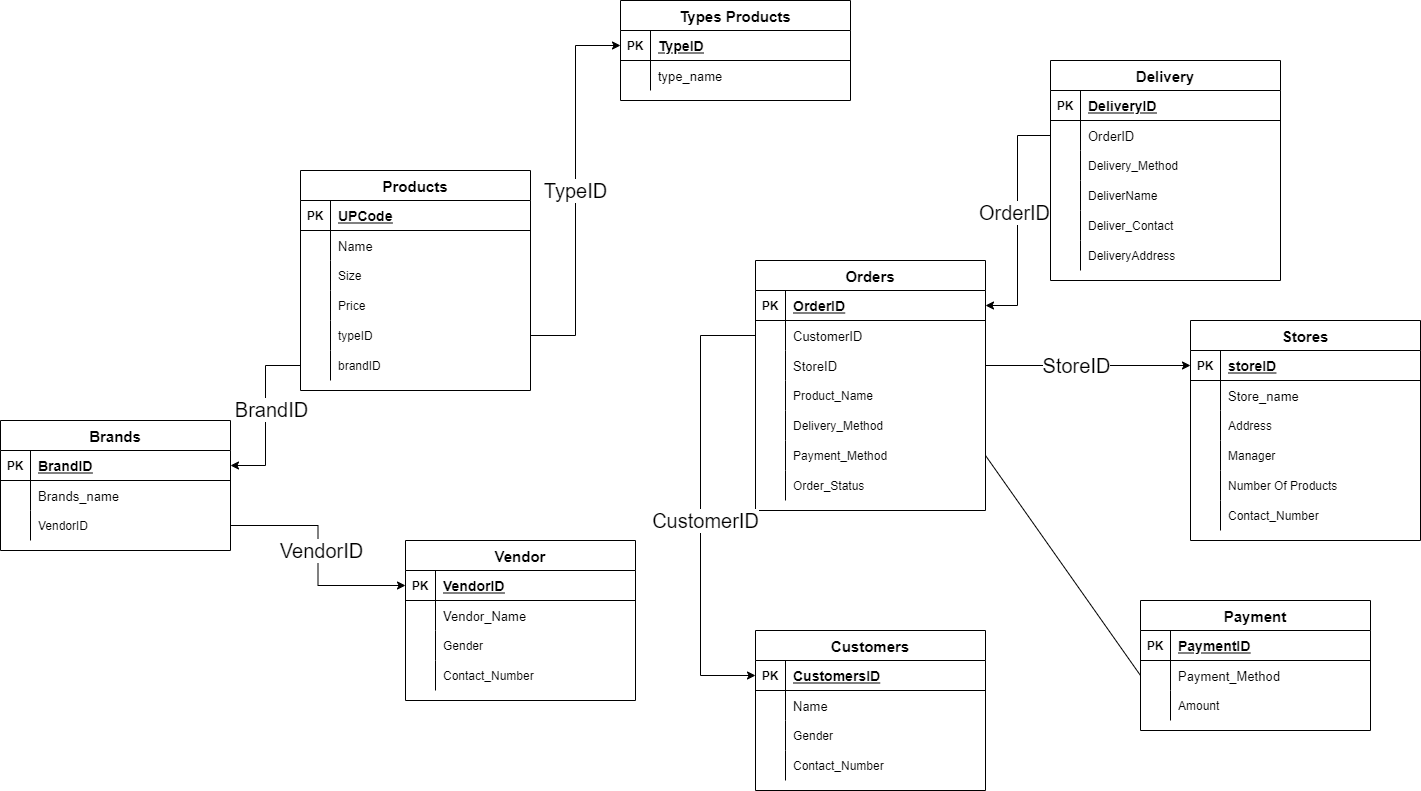 Types Products
PK TypeID
type_name
Delivery
PK DeliveryID
OrderID
Delivery_Method
DeliverName
Deliver_Contact
DeliveryAddress
Products
PK UPCode
Name
Size
Price
typeID
brandID
TypeID
OrderID
Orders
PK OrderID
CustomerID
StoreID
Product_Name
Delivery_Method
Payment_Method
Order_Status
StoreID
Stores
PK storeID
Store_name
Address
Manager
Number Of Products
Contact_Number
BrandID
Brands
PK BrandID
Brands_name
VendorID
VendorID
Vendor
PK VendorID
Vendor_Name
Gender
Contact_Number
CustomerID
Customers
PK CustomersID
Name
Gender
Contact_Number
Payment
PK PaymentID
Payment_Method
Amount